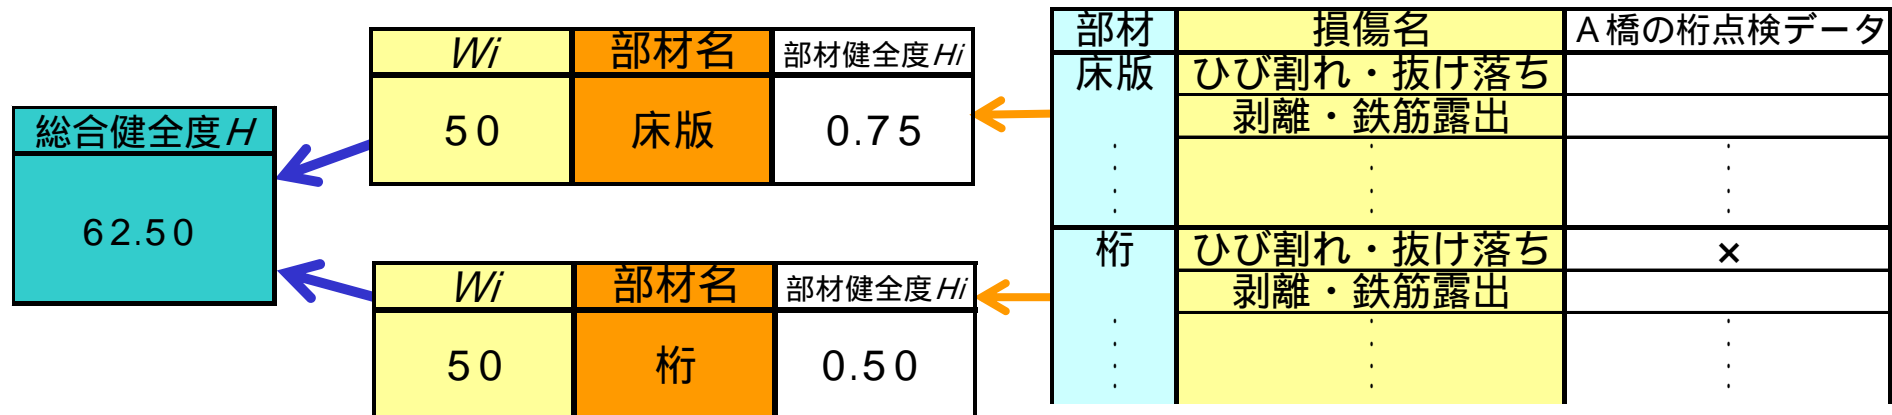 総合健全度H
62.50
Wi 部材名 部材健全度Hi
50 床版 0.75
Wi 部材名 部材健全度Hi
50 桁 0.50
部材 損傷名 A橋の桁点検データ
床版 ひび割れ・抜け落ち
剥離・鉄筋露出
桁 ひび割れ・抜け落ち ×
剥離・鉄筋露出